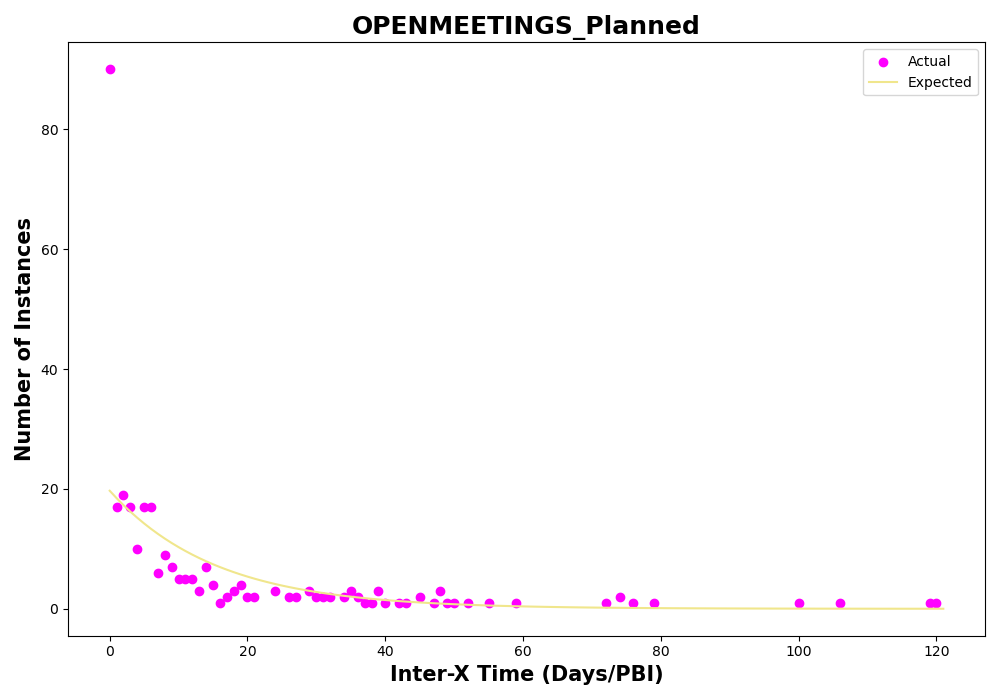 OPENMEETINGS_Planned
Actual
Expected
Number of Instances
80
60
40
20
0
0 20 40 60 80 100 120
Inter-X Time (Days/PBI)